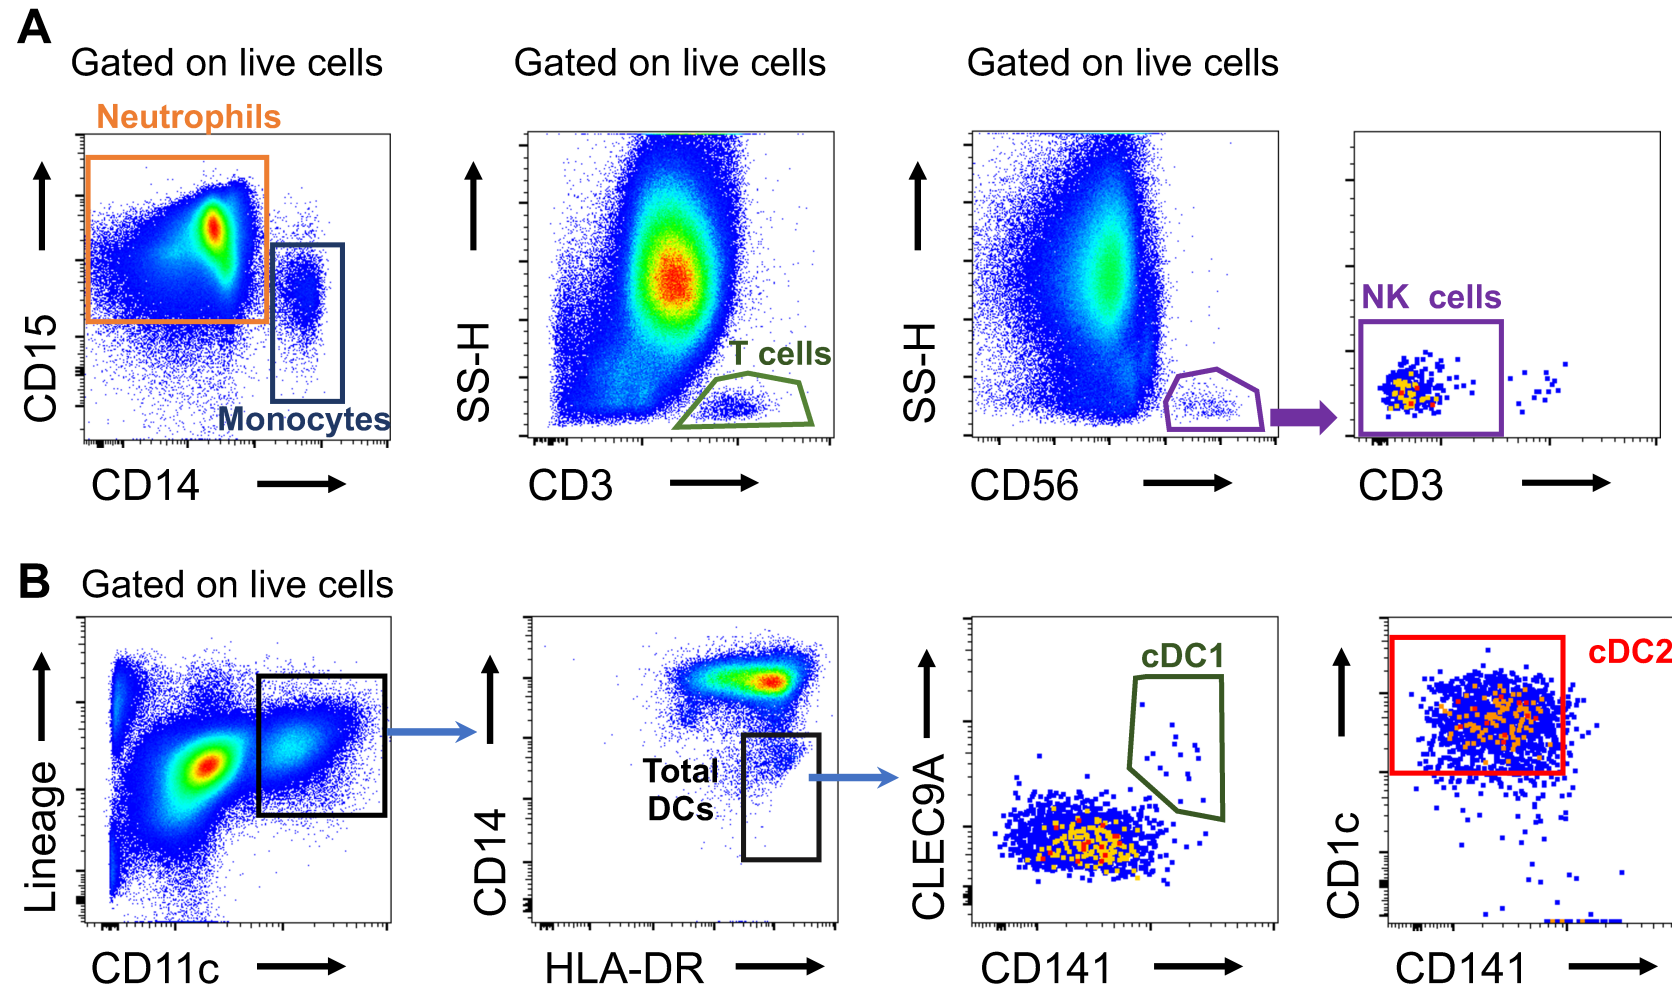 A
Gated on live cells
Gated on live cells
Gated on live cells
Neutrophils
Monocytes
CD15
CD14
T cells
SS-H
CD3
SS-H
CD56
NK cells
CD3
B
Gated on live cells
Lineage
CD11c
Total
DCs
CD14
HLA-DR
cDC1
CLEC9A
CD141
cDC2
CD1c
CD141